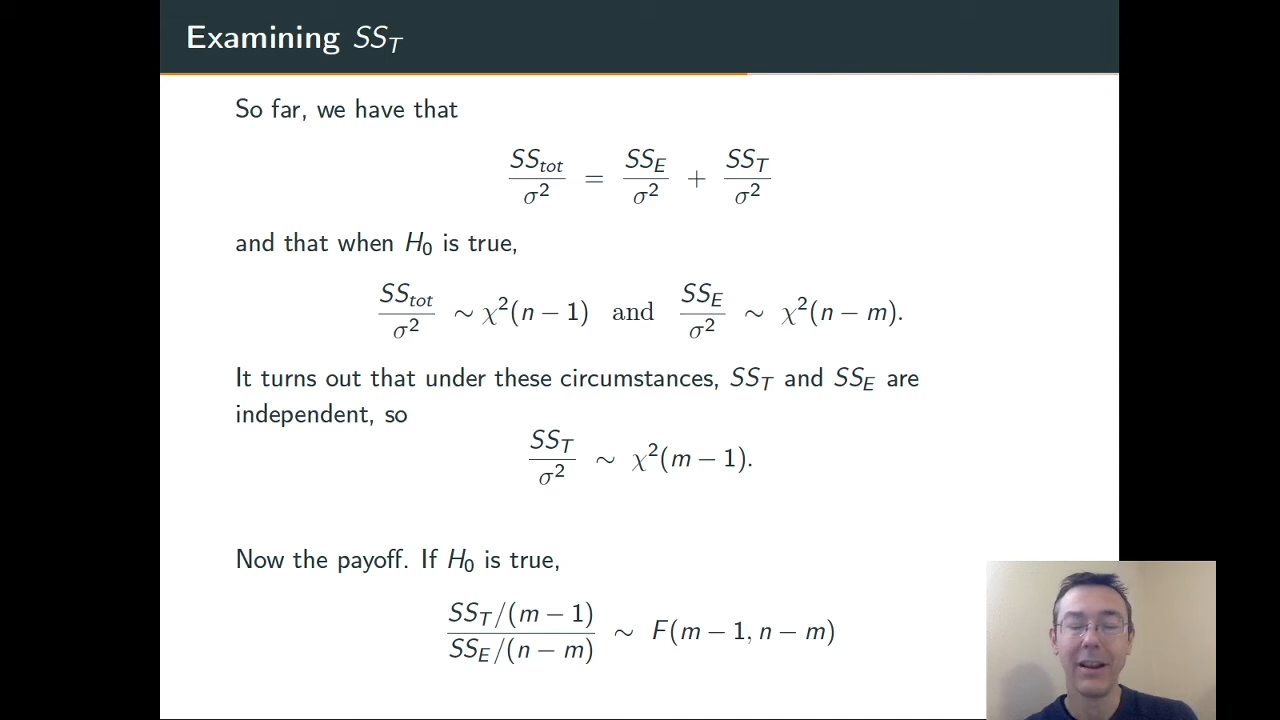 Examining SS_T
So far, we have that
SS_tot/σ² = SS_E/σ² + SS_T/σ²
and that when H₀ is true,
SS_tot/σ² ~ χ²(n − 1) and SS_E/σ² ~ χ²(n − m).
It turns out that under these circumstances, SS_T and SS_E are
independent, so
SS_T/σ² ~ χ²(m − 1).
Now the payoff. If H₀ is true,
SS_T/(m − 1)
SS_E/(n − m) ~ F(m − 1, n − m)